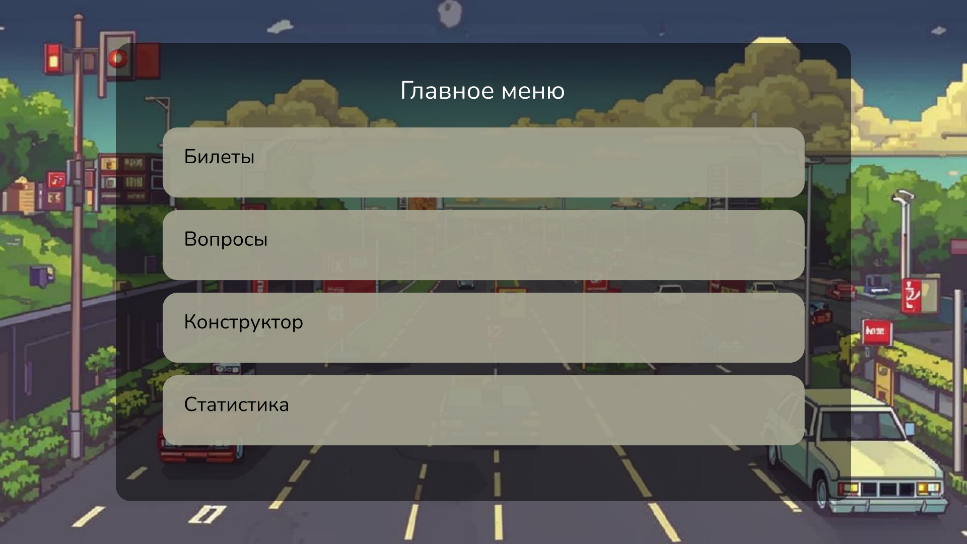 Главное меню
Билеты
Вопросы
Конструктор
Статистика